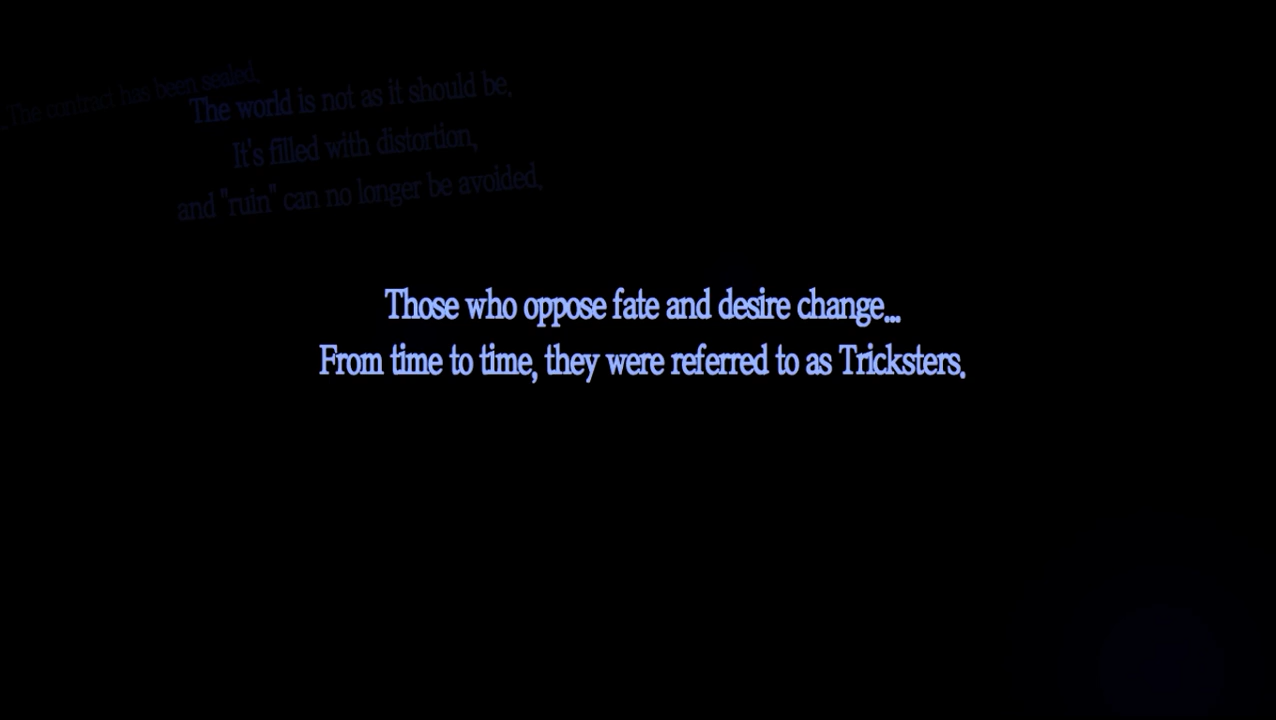 ...The contract has been sealed.
The world is not as it should be.
It's filled with distortion,
and "ruin" can no longer be avoided.
Those who oppose fate and desire change...
From time to time, they were referred to as Tricksters.